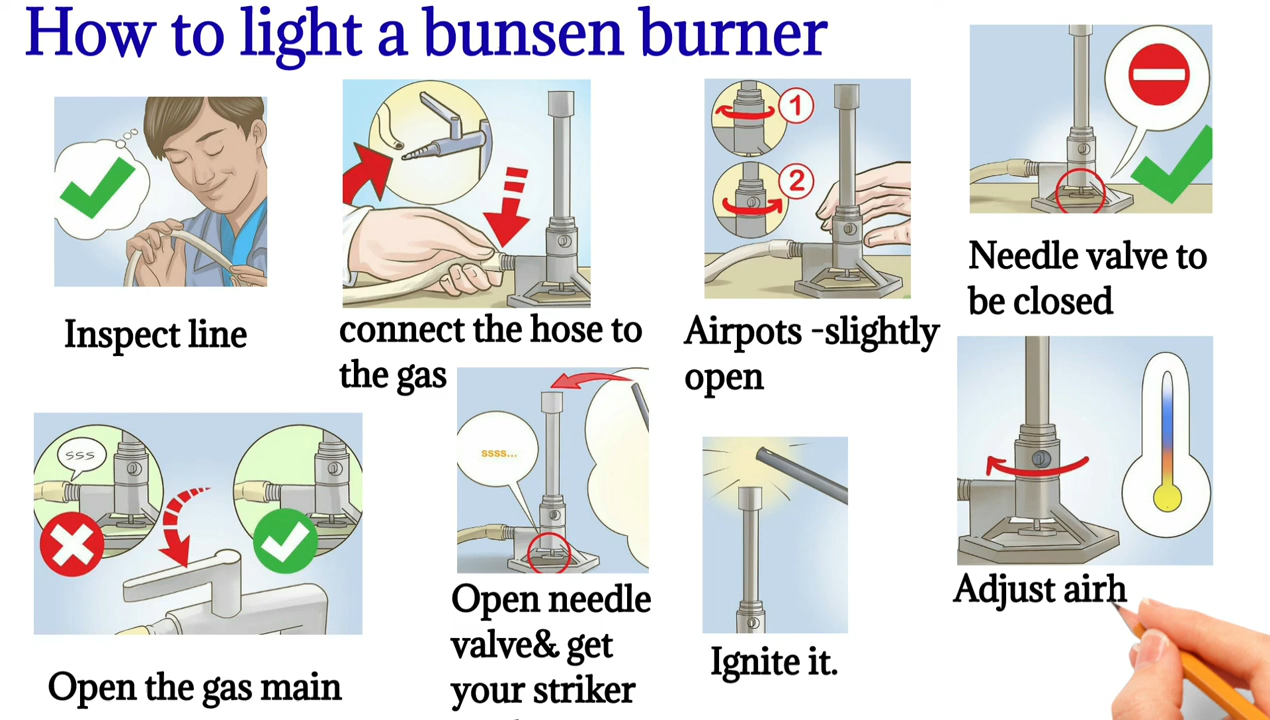 How to light a bunsen burner
Inspect line
connect the hose to
the gas
1
2
Airpots -slightly
open
Needle valve to
be closed
sss
Open the gas main
ssss...
Open needle
valve& get
your striker
Ignite it.
Adjust airh